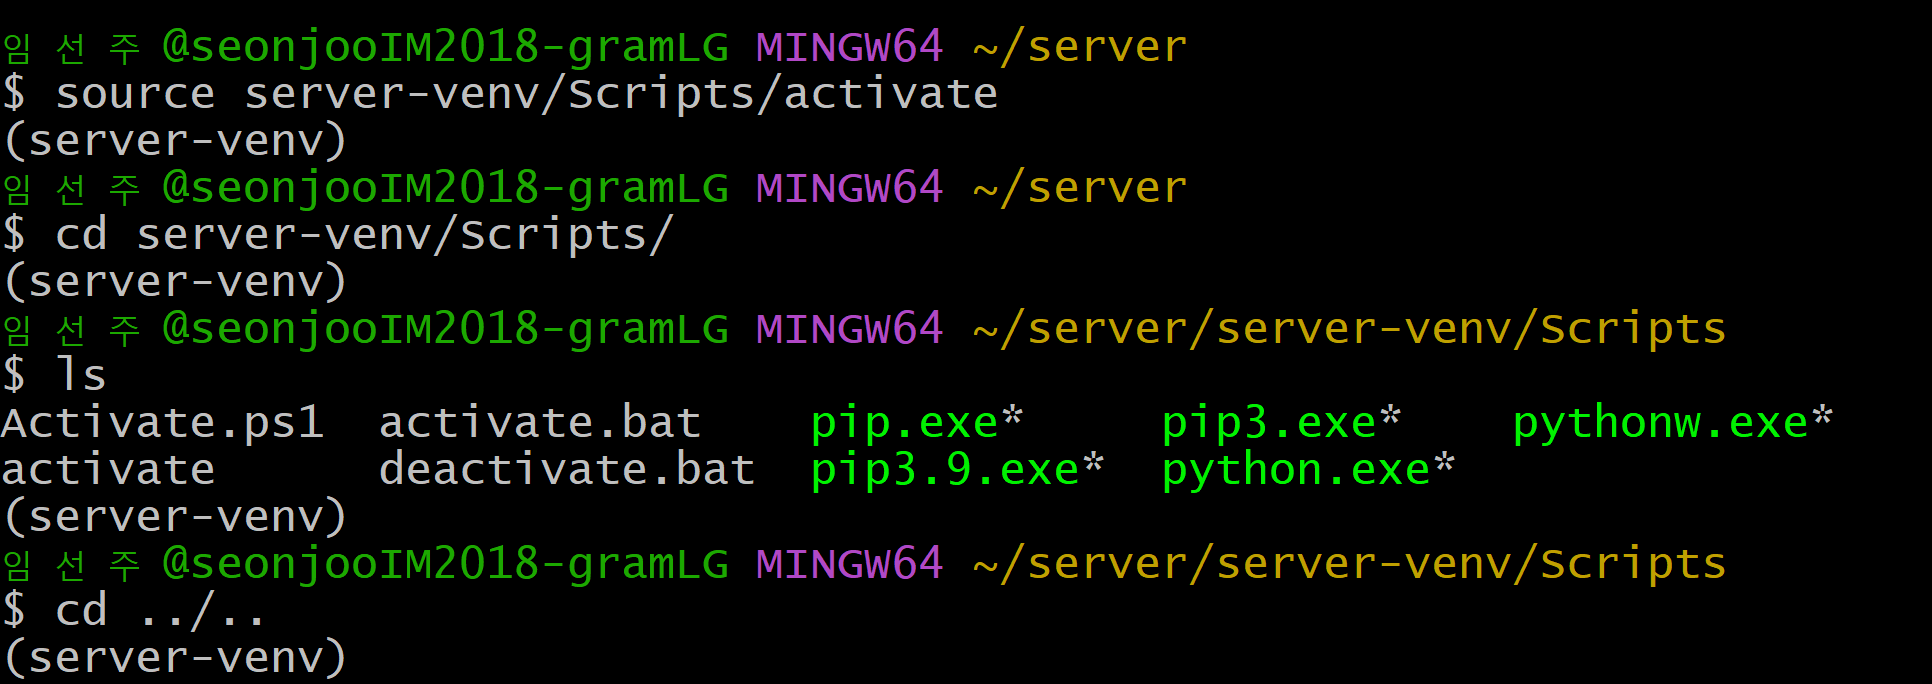 임 선 주 @seonjooIM2018-gramLG MINGW64 ~/server
$ source server-venv/Scripts/activate
(server-venv)
임 선 주 @seonjooIM2018-gramLG MINGW64 ~/server
$ cd server-venv/Scripts/
(server-venv)
임 선 주 @seonjooIM2018-gramLG MINGW64 ~/server/server-venv/Scripts
$ ls
Activate.ps1  activate.bat    pip.exe*     pip3.exe*    pythonw.exe*
activate      deactivate.bat  pip3.9.exe*  python.exe*
(server-venv)
임 선 주 @seonjooIM2018-gramLG MINGW64 ~/server/server-venv/Scripts
$ cd ../..
(server-venv)